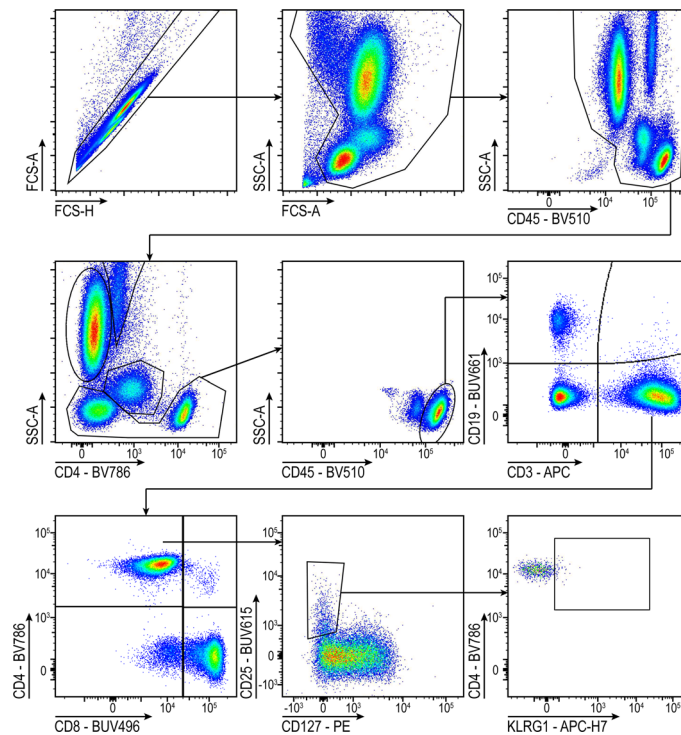 FCS-A
FCS-H
SSC-A
FCS-A
SSC-A
0 10⁴ 10⁵
CD45 - BV510
SSC-A
0 10³ 10⁴ 10⁵
CD4 - BV786
SSC-A
0 10⁴ 10⁵
CD45 - BV510
CD19 - BUV661
10⁵
10⁴
10³
0
0 10⁴ 10⁵
CD3 - APC
CD4 - BV786
10⁵
10⁴
10³
0
0 10⁴ 10⁵
CD8 - BUV496
CD25 - BUV615
10⁵
10⁴
10³
0
-10³
-10³ 0 10³ 10⁴ 10⁵
CD127 - PE
CD4 - BV786
10⁵
10⁴
10³
0
0 10³ 10⁴ 10⁵
KLRG1 - APC-H7